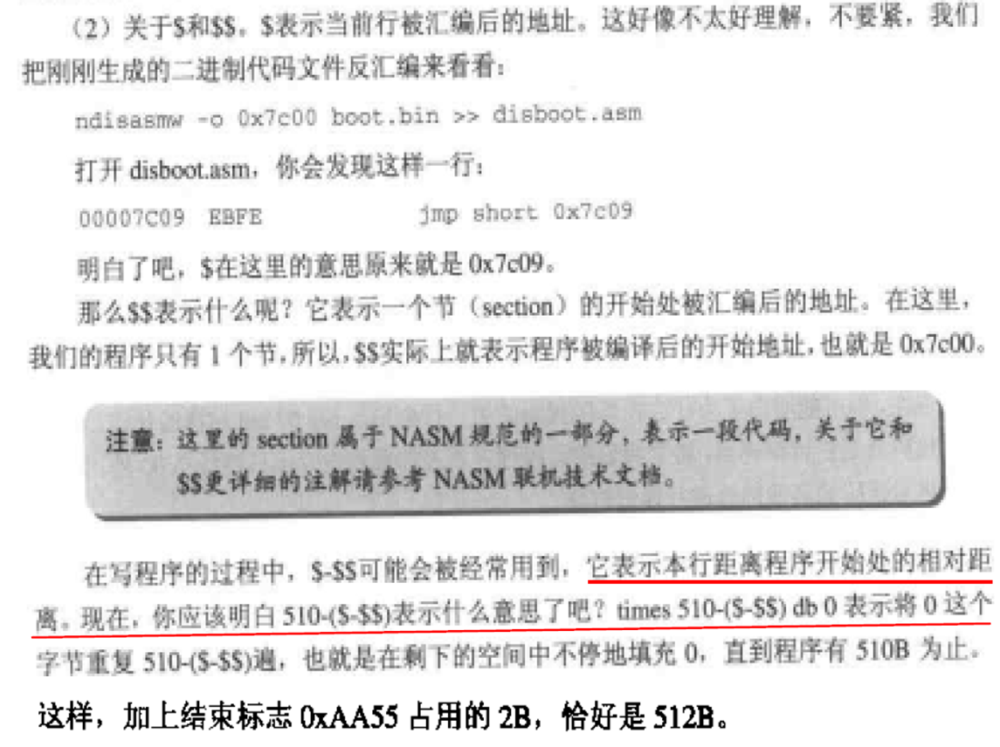 （2）关于$和$$。$表示当前行被汇编后的地址。这好像不太好理解，不要紧，我们
把刚刚生成的二进制代码文件反汇编来看看：
ndisasmw -o 0x7c00 boot.bin >> disboot.asm
打开 disboot.asm，你会发现这样一行：
00007C09 EBFE jmp short 0x7c09
明白了吧，$在这里的意思原来就是 0x7c09。
那么$$表示什么呢？它表示一个节（section）的开始处被汇编后的地址。在这里，
我们的程序只有 1 个节，所以，$$实际上就表示程序被编译后的开始地址，也就是 0x7c00。
注意：这里的 section 属于 NASM 规范的一部分，表示一段代码，关于它和
$$更详细的注解请参考 NASM 联机技术文档。
在写程序的过程中，$-$$可能会被经常用到，它表示本行距离程序开始处的相对距
离。现在，你应该明白 510-($-$$)表示什么意思了吧？times 510-($-$$) db 0 表示将 0 这个
字节重复 510-($-$$)遍，也就是在剩下的空间中不停地填充 0，直到程序有 510B 为止。
这样，加上结束标志 0xAA55 占用的 2B，恰好是 512B。